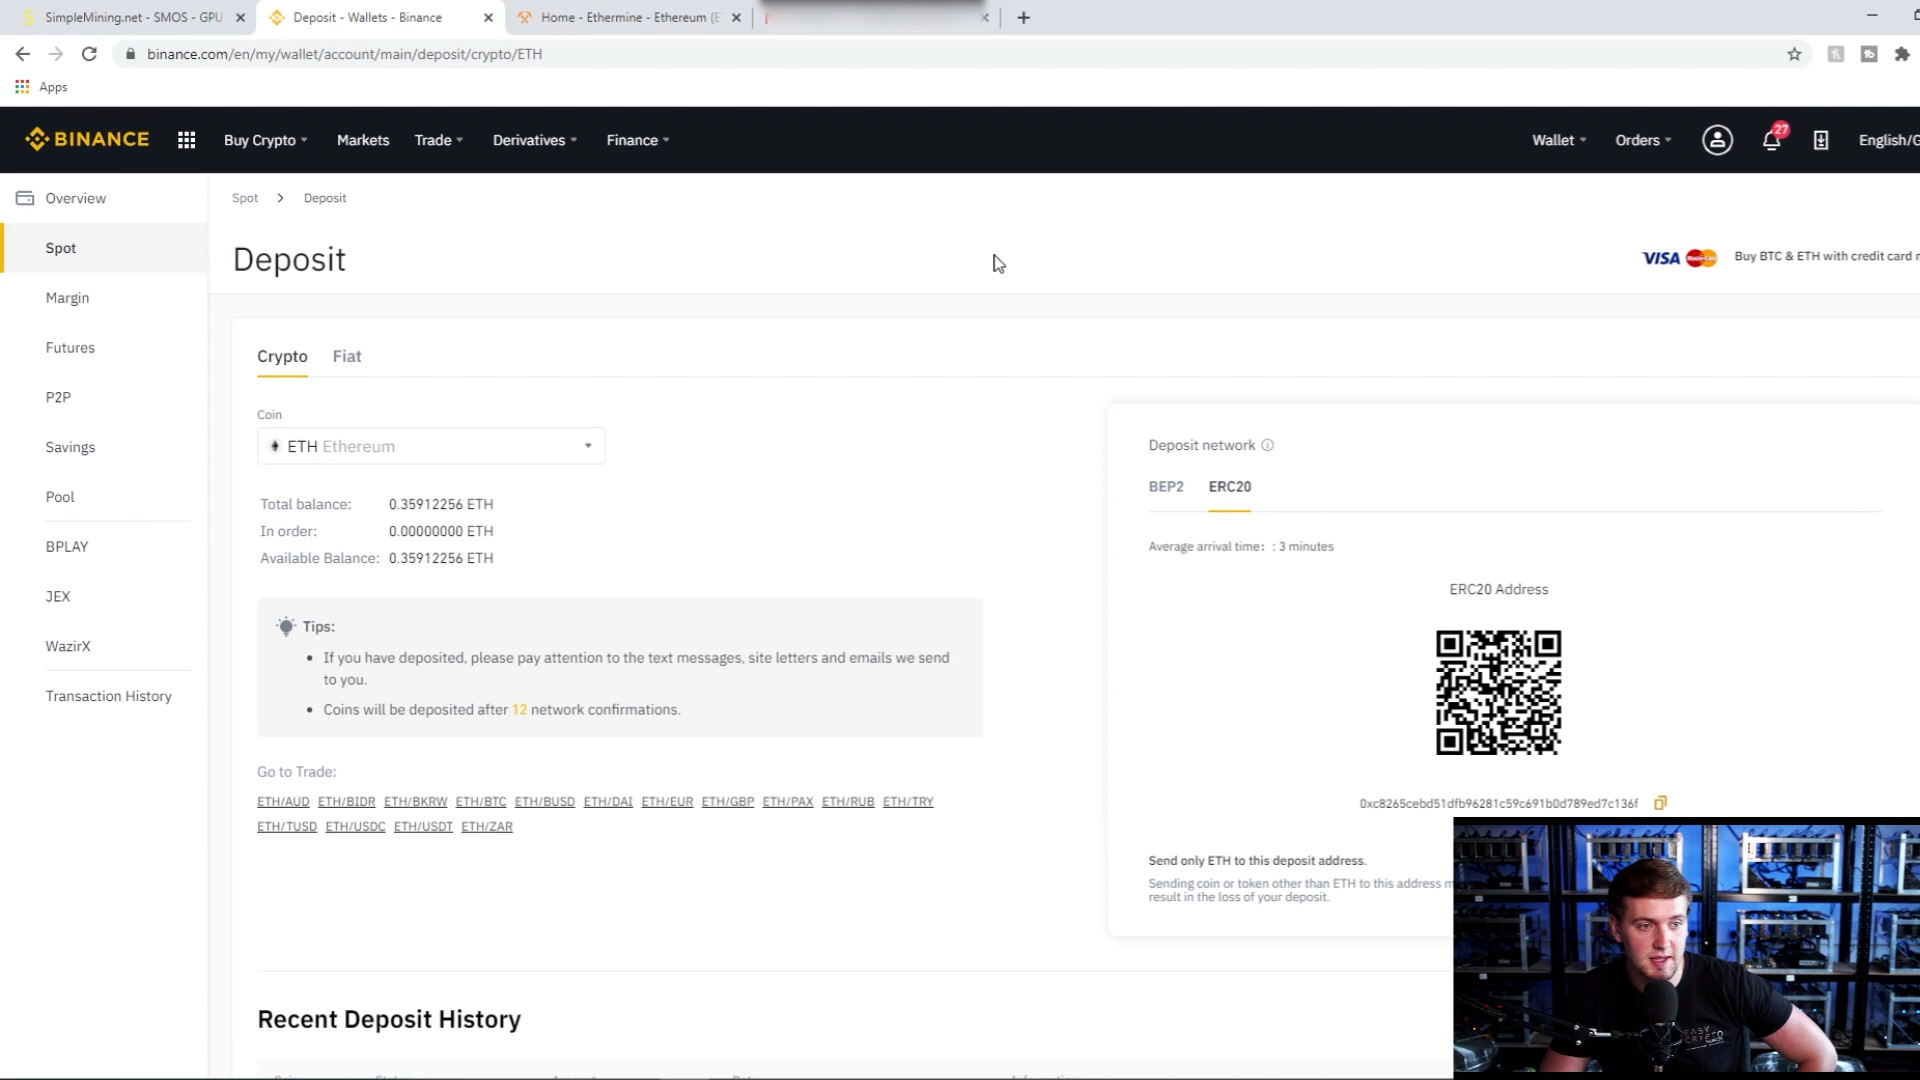 SimpleMining.net - SMOS - GPU
Deposit - Wallets - Binance
Home - Ethermine - Ethereum (E
binance.com/en/my/wallet/account/main/deposit/crypto/ETH
Apps
BINANCE
Buy Crypto
Markets
Trade
Derivatives
Finance
Wallet
Orders
27
English/G
Overview
Spot
Margin
Futures
P2P
Savings
Pool
BPLAY
JEX
WazirX
Transaction History
Spot > Deposit
Deposit
VISA
Buy BTC & ETH with credit card
Crypto
Fiat
Coin
ETH Ethereum
Total balance: 0.35912256 ETH
In order: 0.00000000 ETH
Available Balance: 0.35912256 ETH
Tips:
• If you have deposited, please pay attention to the text messages, site letters and emails we send
to you.
• Coins will be deposited after 12 network confirmations.
Go to Trade:
ETH/AUD ETH/BIDR ETH/BKRW ETH/BTC ETH/BUSD ETH/DAI ETH/EUR ETH/GBP ETH/PAX ETH/RUB ETH/TRY
ETH/TUSD ETH/USDC ETH/USDT ETH/ZAR
Deposit network
BEP2 ERC20
Average arrival time: : 3 minutes
ERC20 Address
0xc8265cebd51dfb96281c59c691b0d789ed7c136f
Send only ETH to this deposit address.
Sending coin or token other than ETH to this address m
result in the loss of your deposit.
Recent Deposit History
EASY
CRYPTO